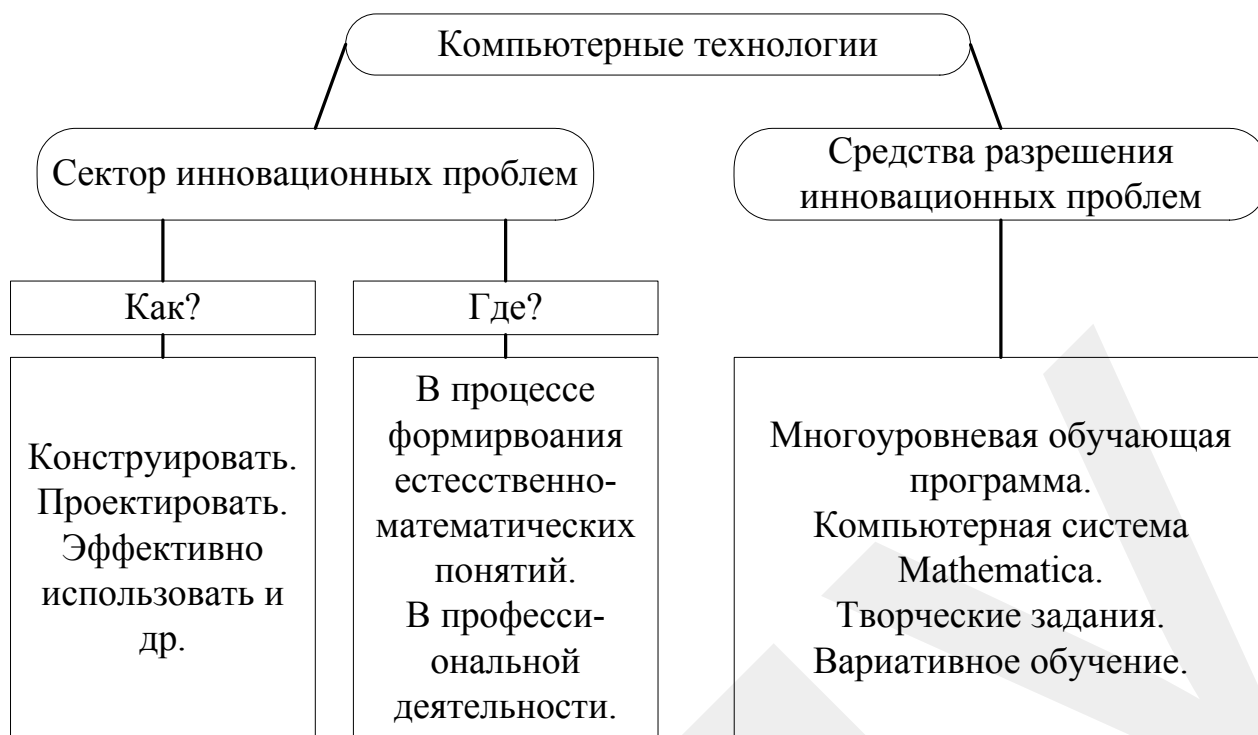 Компьютерные технологии
Сектор инновационных проблем
Средства разрешения
инновационных проблем
Как?
Где?
Конструировать.
Проектировать.
Эффективно
использовать и
др.
В процессе
формирвоания
естесственно-
математических
понятий.
В професси-
ональной
деятельности.
Многоуровневая обучающая
программа.
Компьютерная система
Mathematica.
Творческие задания.
Вариативное обучение.